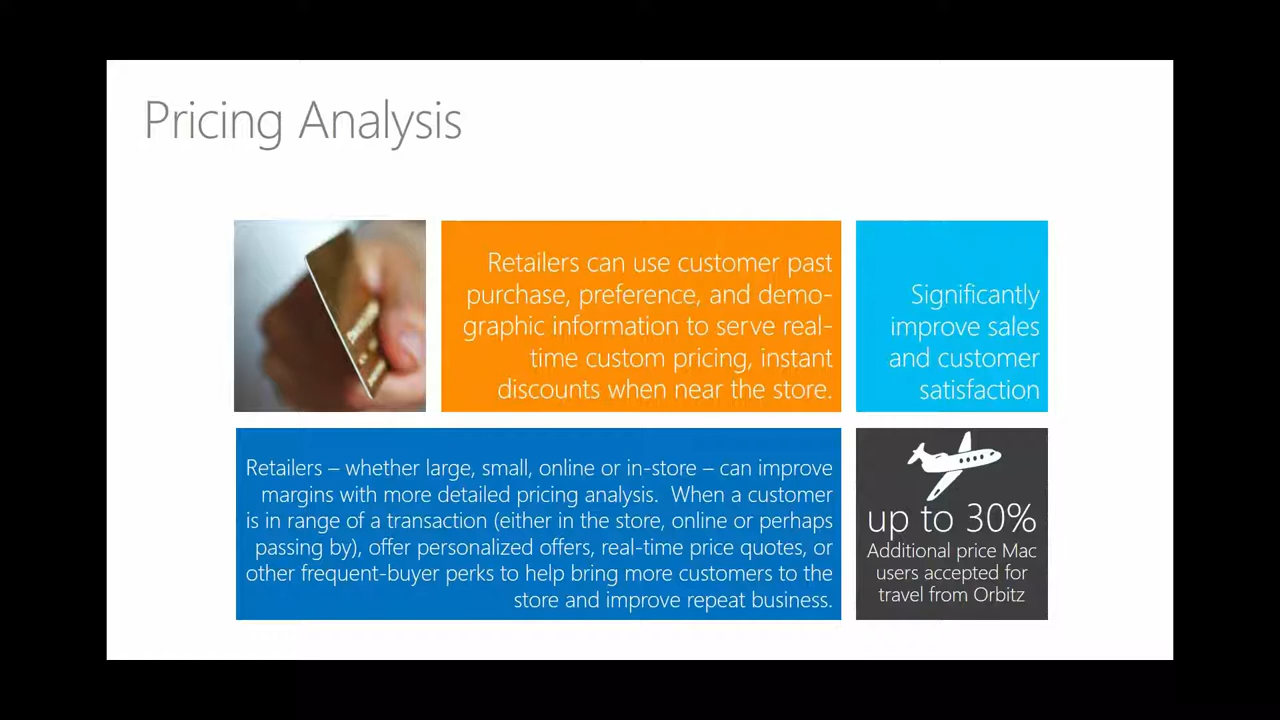 Pricing Analysis
Retailers can use customer past
purchase, preference, and demo-
graphic information to serve real-
time custom pricing, instant
discounts when near the store.
Significantly
improve sales
and customer
satisfaction
Retailers – whether large, small, online or in-store – can improve
margins with more detailed pricing analysis.  When a customer
is in range of a transaction (either in the store, online or perhaps
passing by), offer personalized offers, real-time price quotes, or
other frequent-buyer perks to help bring more customers to the
store and improve repeat business.
up to 30%
Additional price Mac
users accepted for
travel from Orbitz